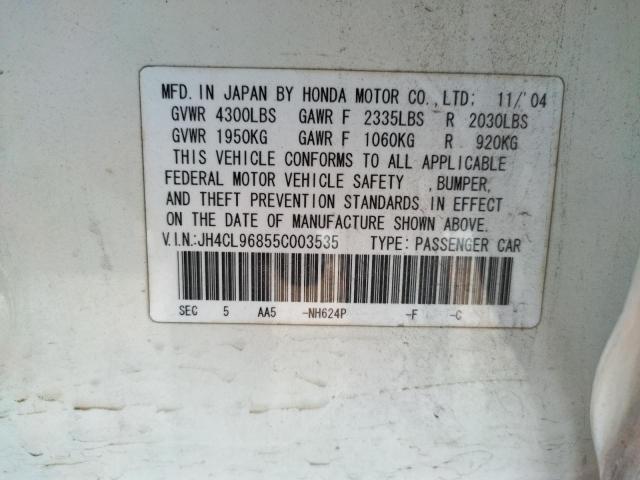 MFD. IN JAPAN BY HONDA MOTOR CO.,LTD: 11/'04
GVWR 4300LBS GAWR F 2335LBS R 2030LBS
GVWR 1950KG GAWR F 1060KG R 920KG
THIS VEHICLE CONFORMS TO ALL APPLICABLE
FEDERAL MOTOR VEHICLE SAFETY ,BUMPER,
AND THEFT PREVENTION STANDARDS IN EFFECT
ON THE DATE OF MANUFACTURE SHOWN ABOVE.
V.I.N.:JH4CL96855C003535 TYPE: PASSENGER CAR
SEC 5 AA5 -NH624P -F -C